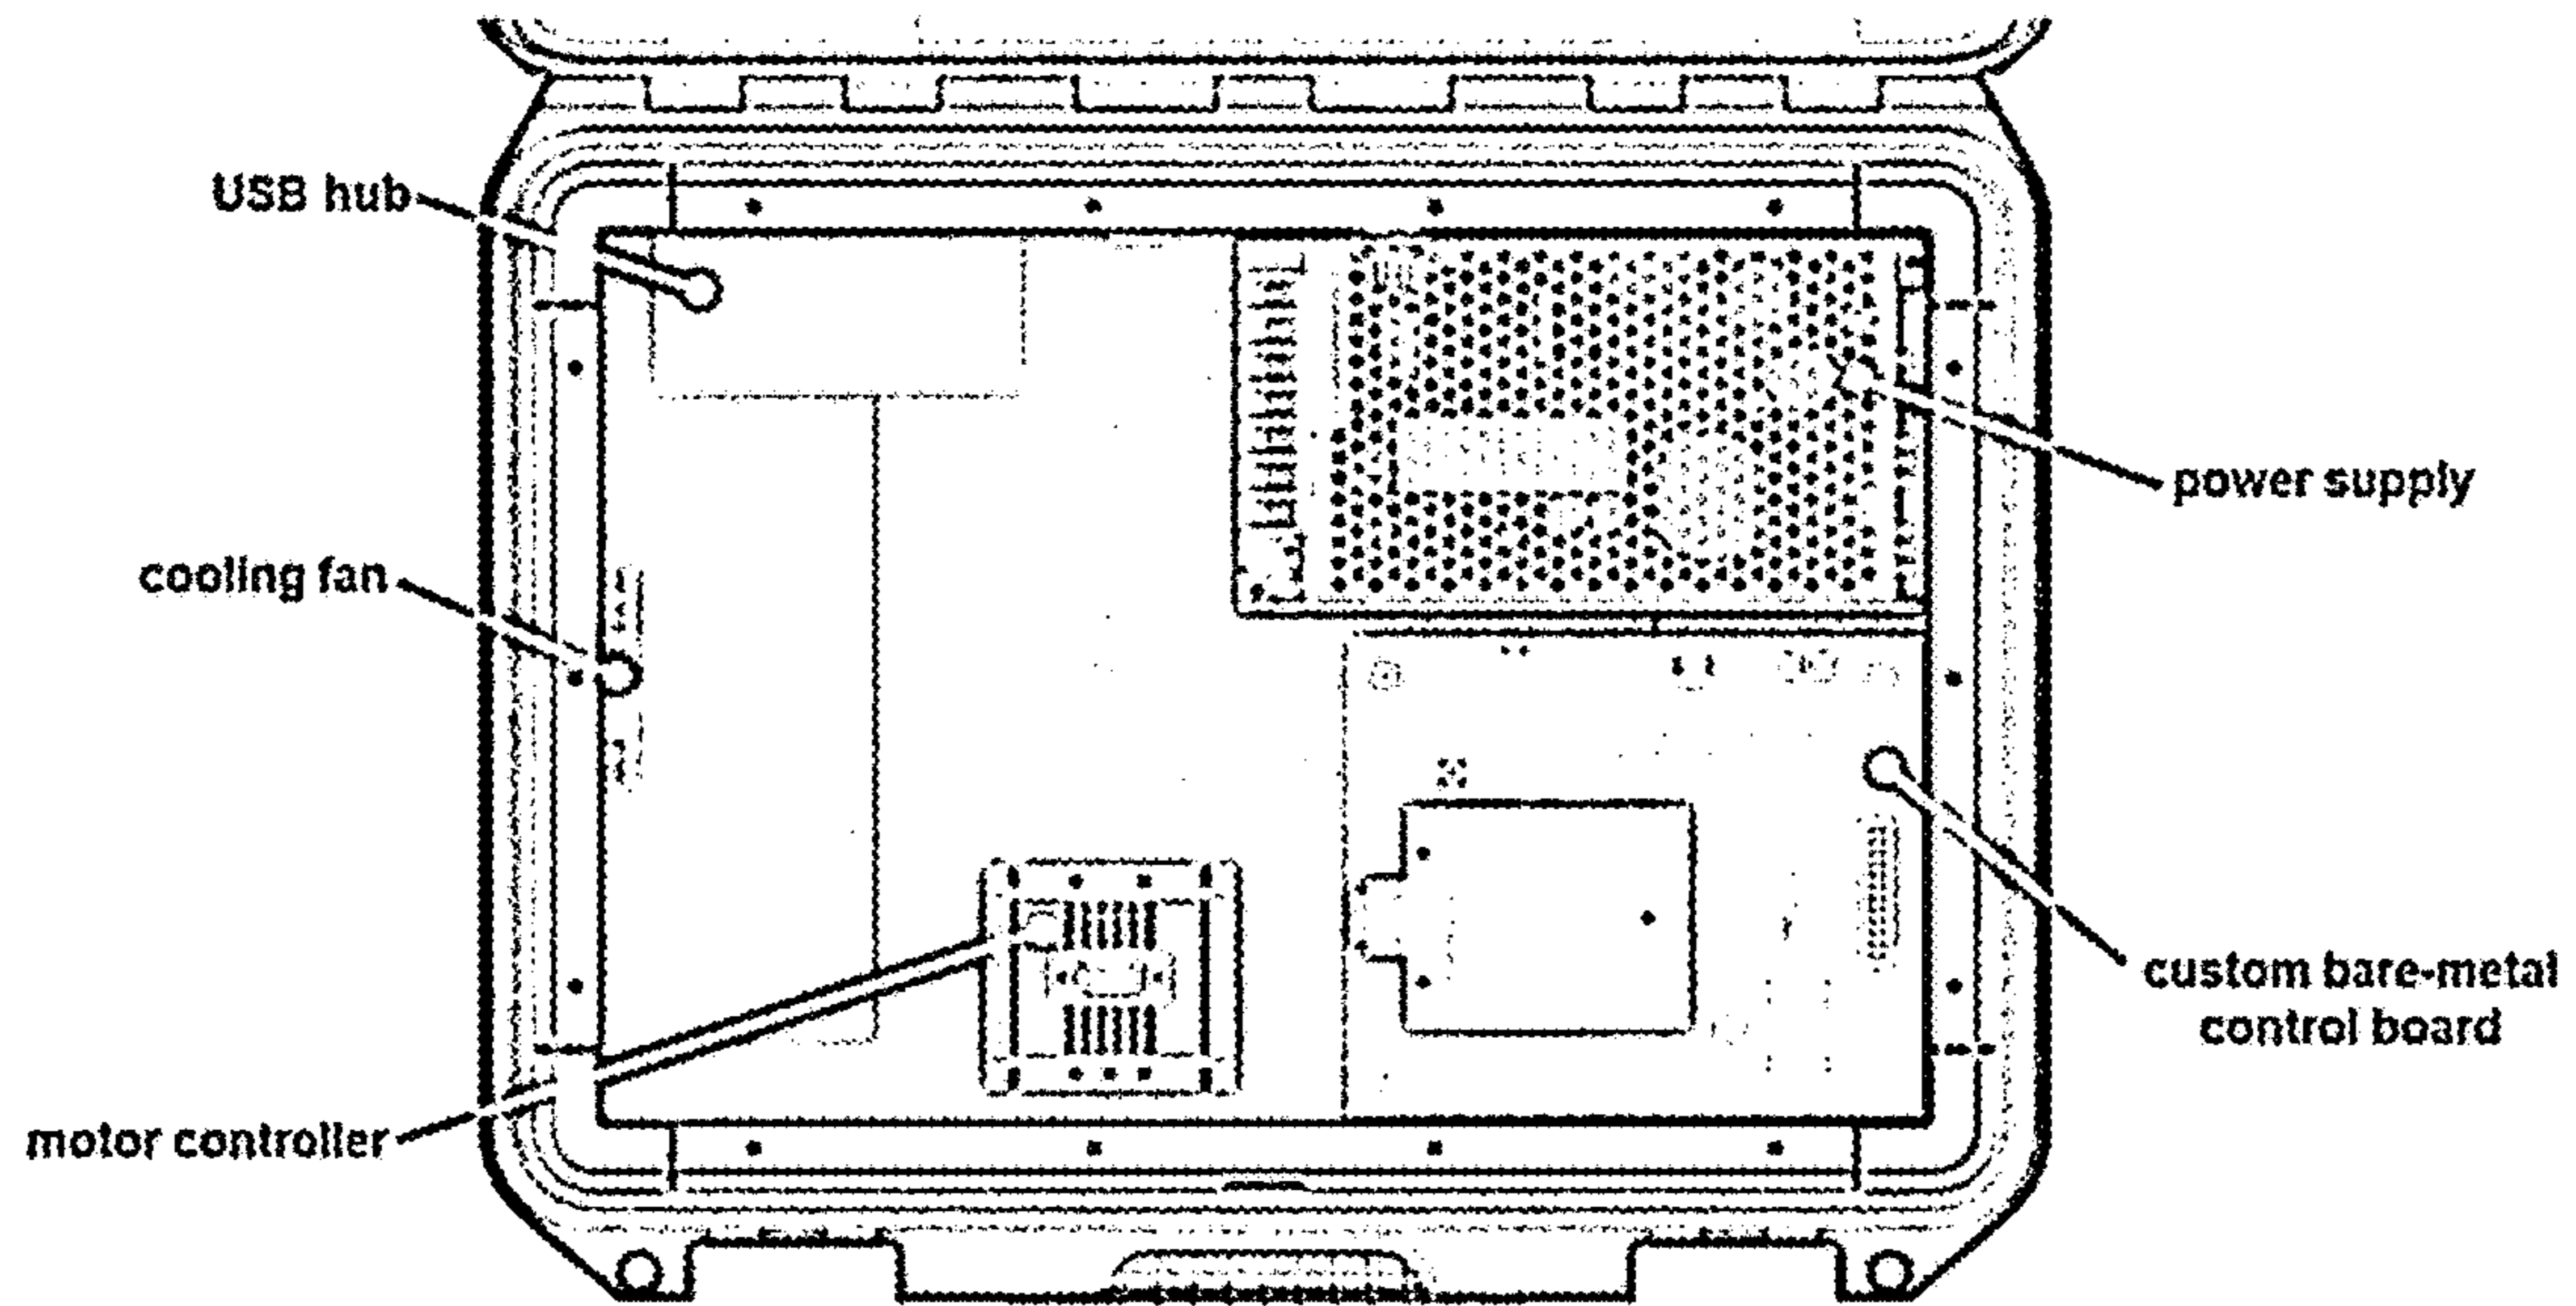 USB hub
cooling fan
motor controller
power supply
custom bare-metal
control board